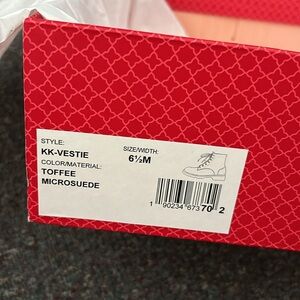 STYLE:
KK-VESTIE
COLOR/MATERIAL:
TOFFEE
MICROSUEDE
SIZE/WIDTH:
6½M
1 90234 67370 2